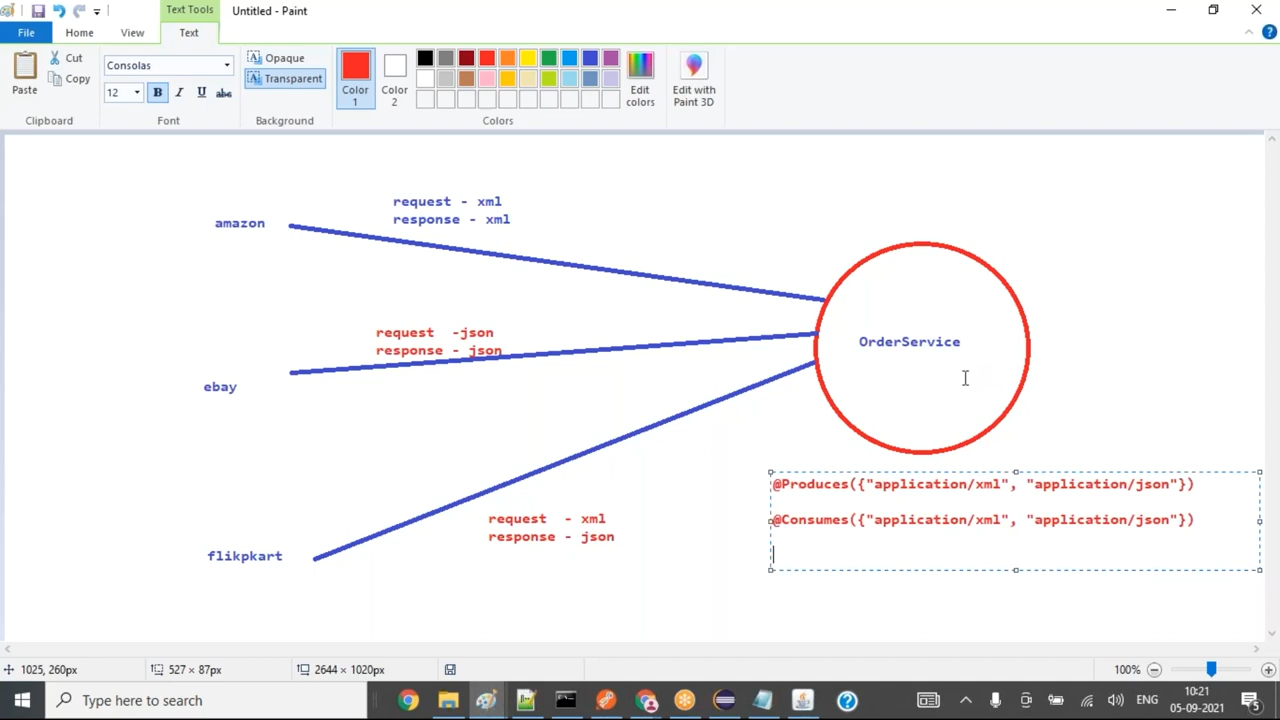 Text Tools
Untitled - Paint
File
Home
View
Text
Paste
Cut
Copy
Clipboard
Consolas
12
B
I
U
abc
Font
Opaque
Transparent
Background
Color
1
Color
2
Edit
colors
Colors
Edit with
Paint 3D
request - xml
response - xml
amazon
request  -json
response - json
ebay
OrderService
@Produces({"application/xml", "application/json"})
@Consumes({"application/xml", "application/json"})
request  - xml
response - json
flikpkart
1025, 260px
527 × 87px
2644 × 1020px
100%
Type here to search
ENG
10:21
05-09-2021
5